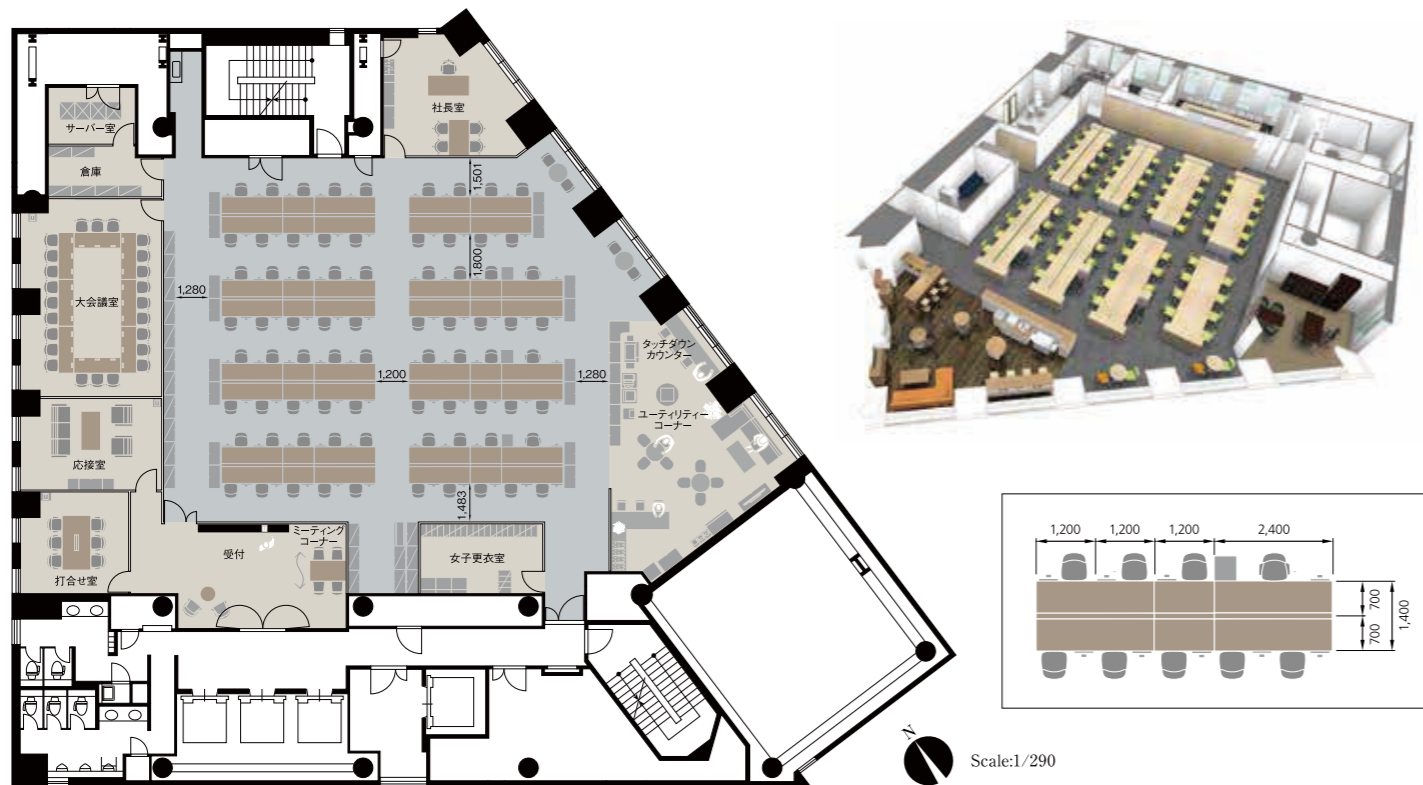 社長室
サーバー室
倉庫
1,501
1,800
1,280
大会議室
タッチダウン
カウンター
1,200
1,280
ユーティリティー
コーナー
応接室
1,483
受付
ミーティング
コーナー
女子更衣室
打合せ室
1,200
1,200
1,200
2,400
700
700
1,400
N
Scale:1/290